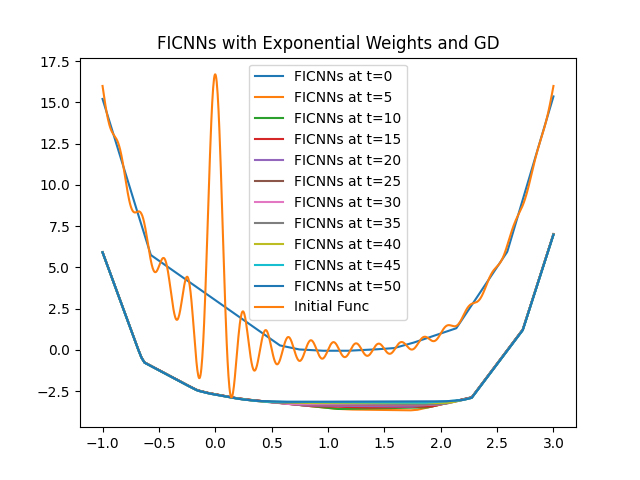 FICNNs with Exponential Weights and GD
17.5
15.0
12.5
10.0
7.5
5.0
2.5
0.0
−2.5
FICNNs at t=0
FICNNs at t=5
FICNNs at t=10
FICNNs at t=15
FICNNs at t=20
FICNNs at t=25
FICNNs at t=30
FICNNs at t=35
FICNNs at t=40
FICNNs at t=45
FICNNs at t=50
Initial Func
−1.0 −0.5 0.0 0.5 1.0 1.5 2.0 2.5 3.0